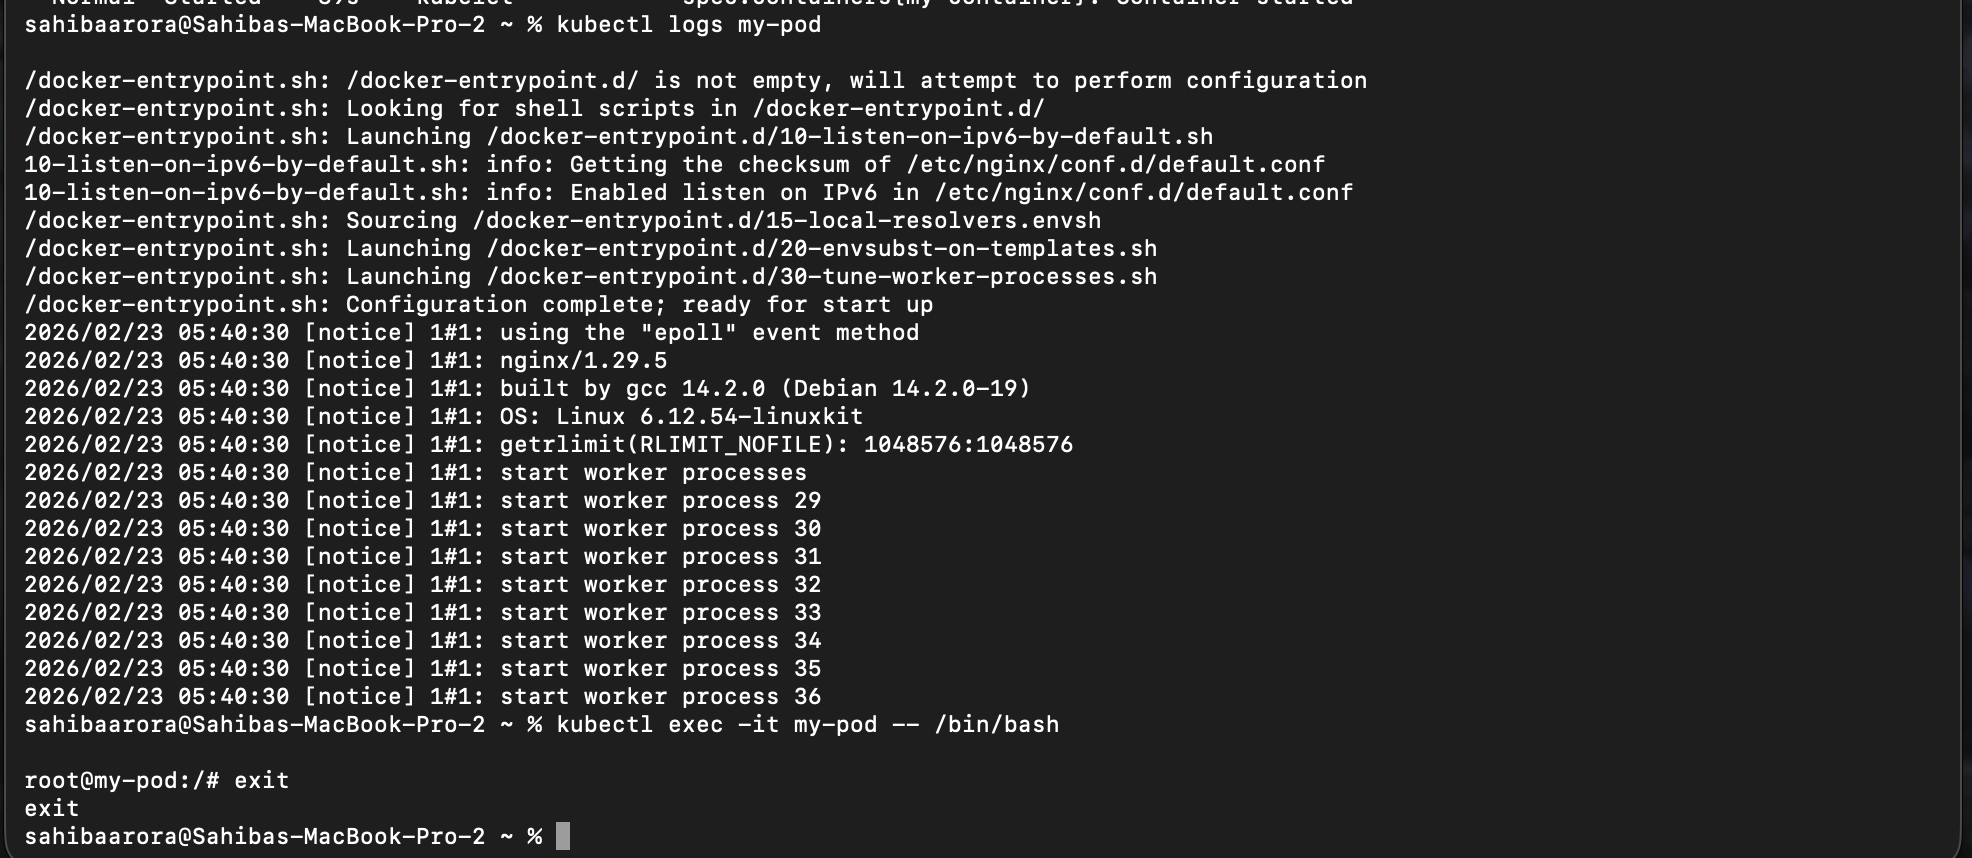 Normal  Started    39s    kubelet            spec.containers{my-container}: Container started
sahibaarora@Sahibas-MacBook-Pro-2 ~ % kubectl logs my-pod
/docker-entrypoint.sh: /docker-entrypoint.d/ is not empty, will attempt to perform configuration
/docker-entrypoint.sh: Looking for shell scripts in /docker-entrypoint.d/
/docker-entrypoint.sh: Launching /docker-entrypoint.d/10-listen-on-ipv6-by-default.sh
10-listen-on-ipv6-by-default.sh: info: Getting the checksum of /etc/nginx/conf.d/default.conf
10-listen-on-ipv6-by-default.sh: info: Enabled listen on IPv6 in /etc/nginx/conf.d/default.conf
/docker-entrypoint.sh: Sourcing /docker-entrypoint.d/15-local-resolvers.envsh
/docker-entrypoint.sh: Launching /docker-entrypoint.d/20-envsubst-on-templates.sh
/docker-entrypoint.sh: Launching /docker-entrypoint.d/30-tune-worker-processes.sh
/docker-entrypoint.sh: Configuration complete; ready for start up
2026/02/23 05:40:30 [notice] 1#1: using the "epoll" event method
2026/02/23 05:40:30 [notice] 1#1: nginx/1.29.5
2026/02/23 05:40:30 [notice] 1#1: built by gcc 14.2.0 (Debian 14.2.0-19)
2026/02/23 05:40:30 [notice] 1#1: OS: Linux 6.12.54-linuxkit
2026/02/23 05:40:30 [notice] 1#1: getrlimit(RLIMIT_NOFILE): 1048576:1048576
2026/02/23 05:40:30 [notice] 1#1: start worker processes
2026/02/23 05:40:30 [notice] 1#1: start worker process 29
2026/02/23 05:40:30 [notice] 1#1: start worker process 30
2026/02/23 05:40:30 [notice] 1#1: start worker process 31
2026/02/23 05:40:30 [notice] 1#1: start worker process 32
2026/02/23 05:40:30 [notice] 1#1: start worker process 33
2026/02/23 05:40:30 [notice] 1#1: start worker process 34
2026/02/23 05:40:30 [notice] 1#1: start worker process 35
2026/02/23 05:40:30 [notice] 1#1: start worker process 36
sahibaarora@Sahibas-MacBook-Pro-2 ~ % kubectl exec -it my-pod -- /bin/bash
root@my-pod:/# exit
exit
sahibaarora@Sahibas-MacBook-Pro-2 ~ %